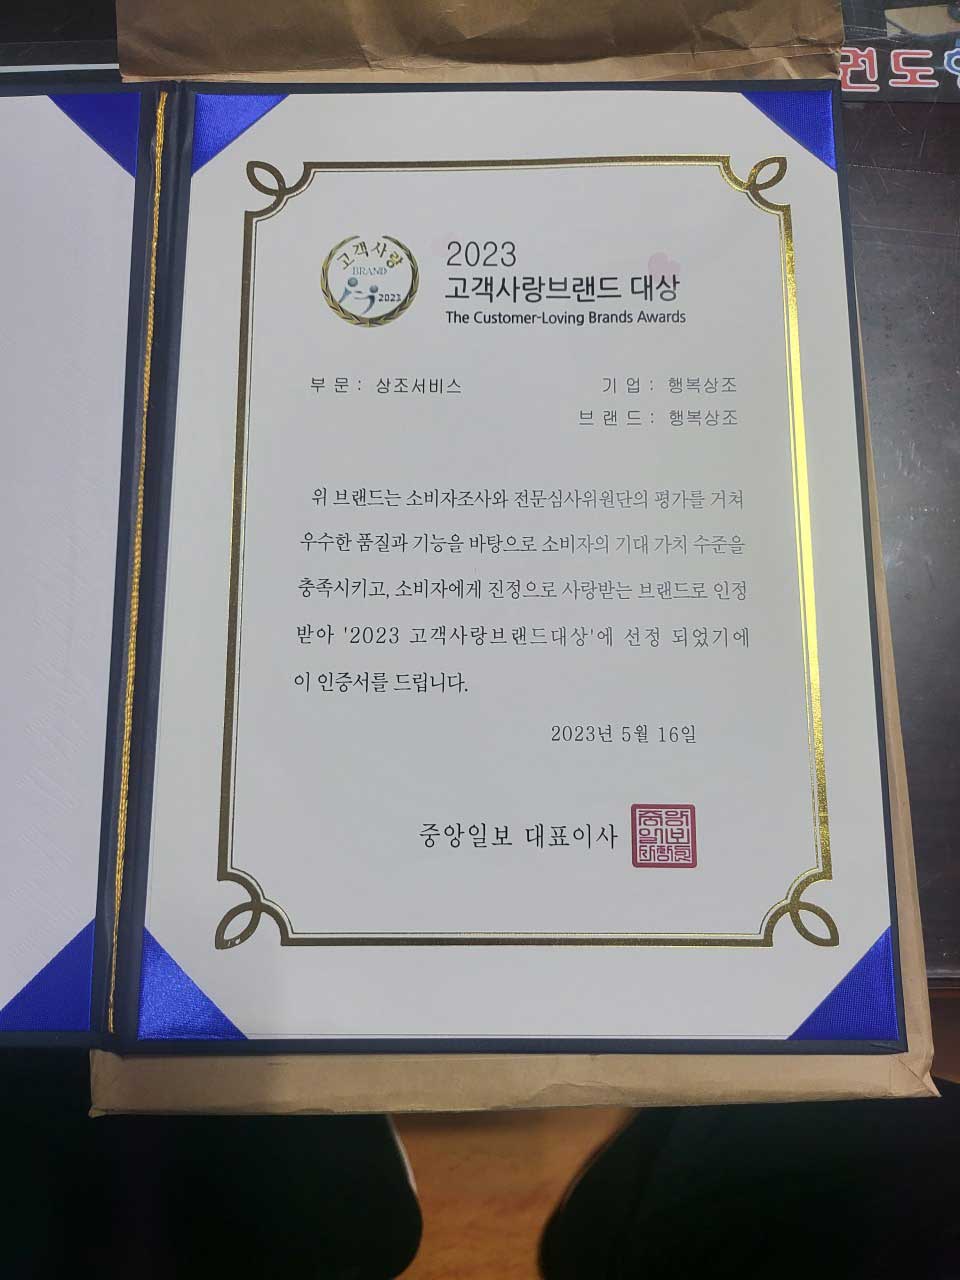 권도
고객사랑
BRAND
2023
2023
고객사랑브랜드 대상
The Customer-Loving Brands Awards
부 문 : 상조서비스
기 업 : 행복상조
브 랜 드 : 행복상조
위 브랜드는 소비자조사와 전문심사위원단의 평가를 거쳐
우수한 품질과 기능을 바탕으로 소비자의 기대 가치 수준을
충족시키고, 소비자에게 진정으로 사랑받는 브랜드로 인정
받아 '2023 고객사랑브랜드대상'에 선정 되었기에
이 인증서를 드립니다.
2023년 5월 16일
중앙일보 대표이사